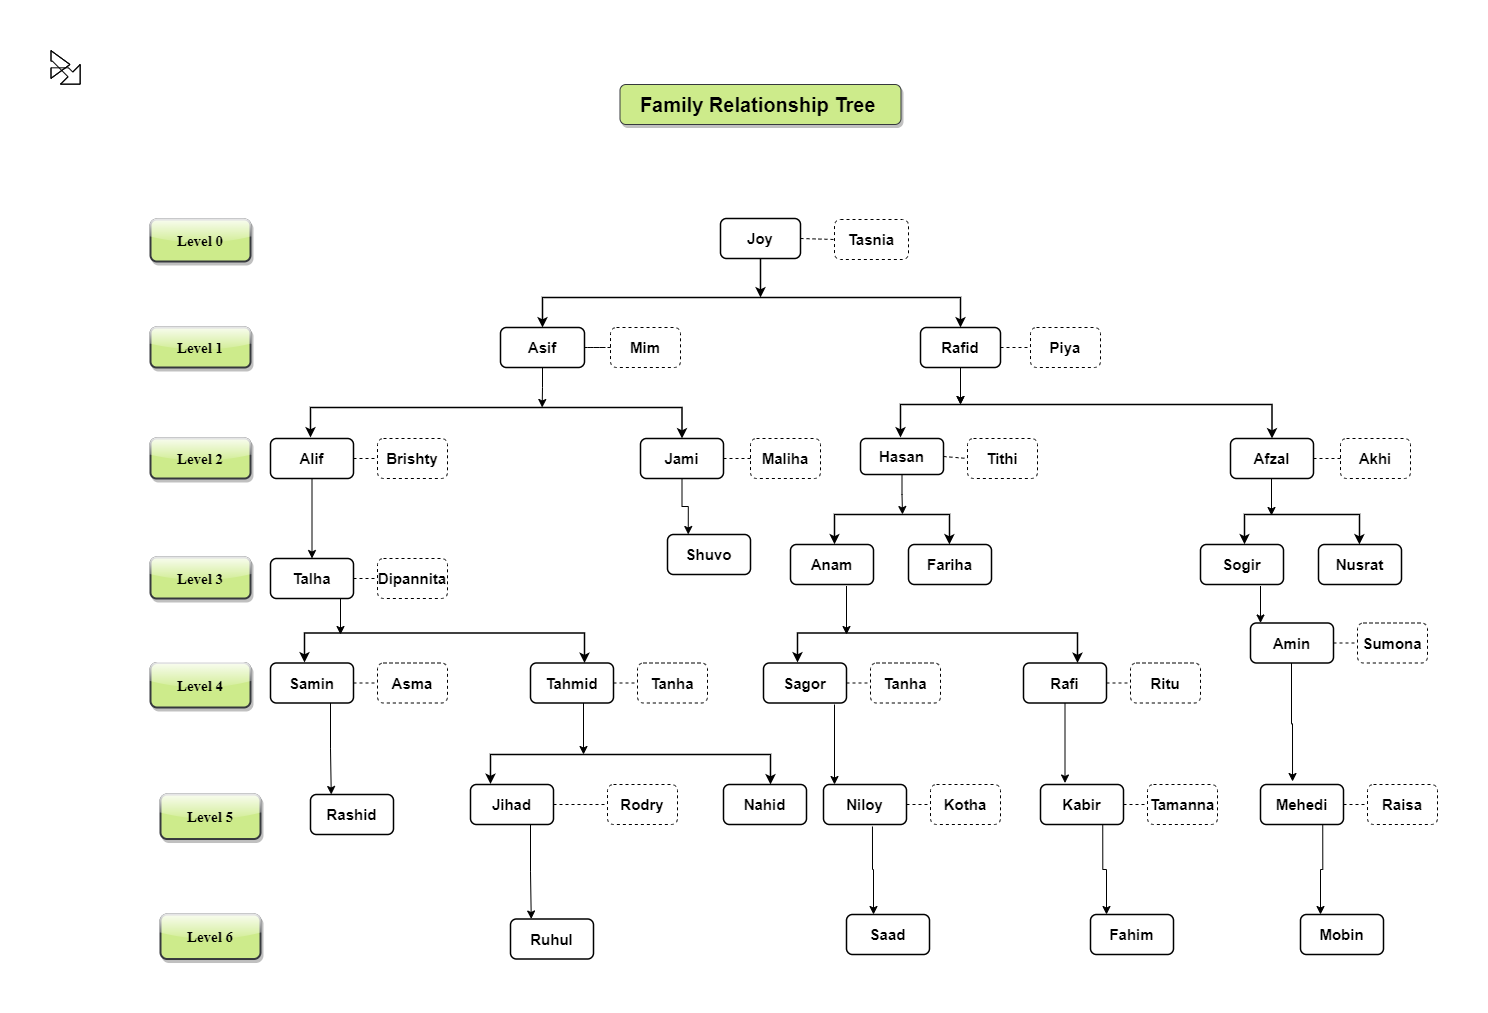 Family Relationship Tree
Level 0
Joy
Tasnia
Level 1
Asif
Mim
Rafid
Piya
Level 2
Alif
Brishty
Jami
Maliha
Hasan
Tithi
Afzal
Akhi
Shuvo
Level 3
Talha
Dipannita
Anam
Fariha
Sogir
Nusrat
Amin
Sumona
Level 4
Samin
Asma
Tahmid
Tanha
Sagor
Tanha
Rafi
Ritu
Level 5
Rashid
Jihad
Rodry
Nahid
Niloy
Kotha
Kabir
Tamanna
Mehedi
Raisa
Level 6
Ruhul
Saad
Fahim
Mobin